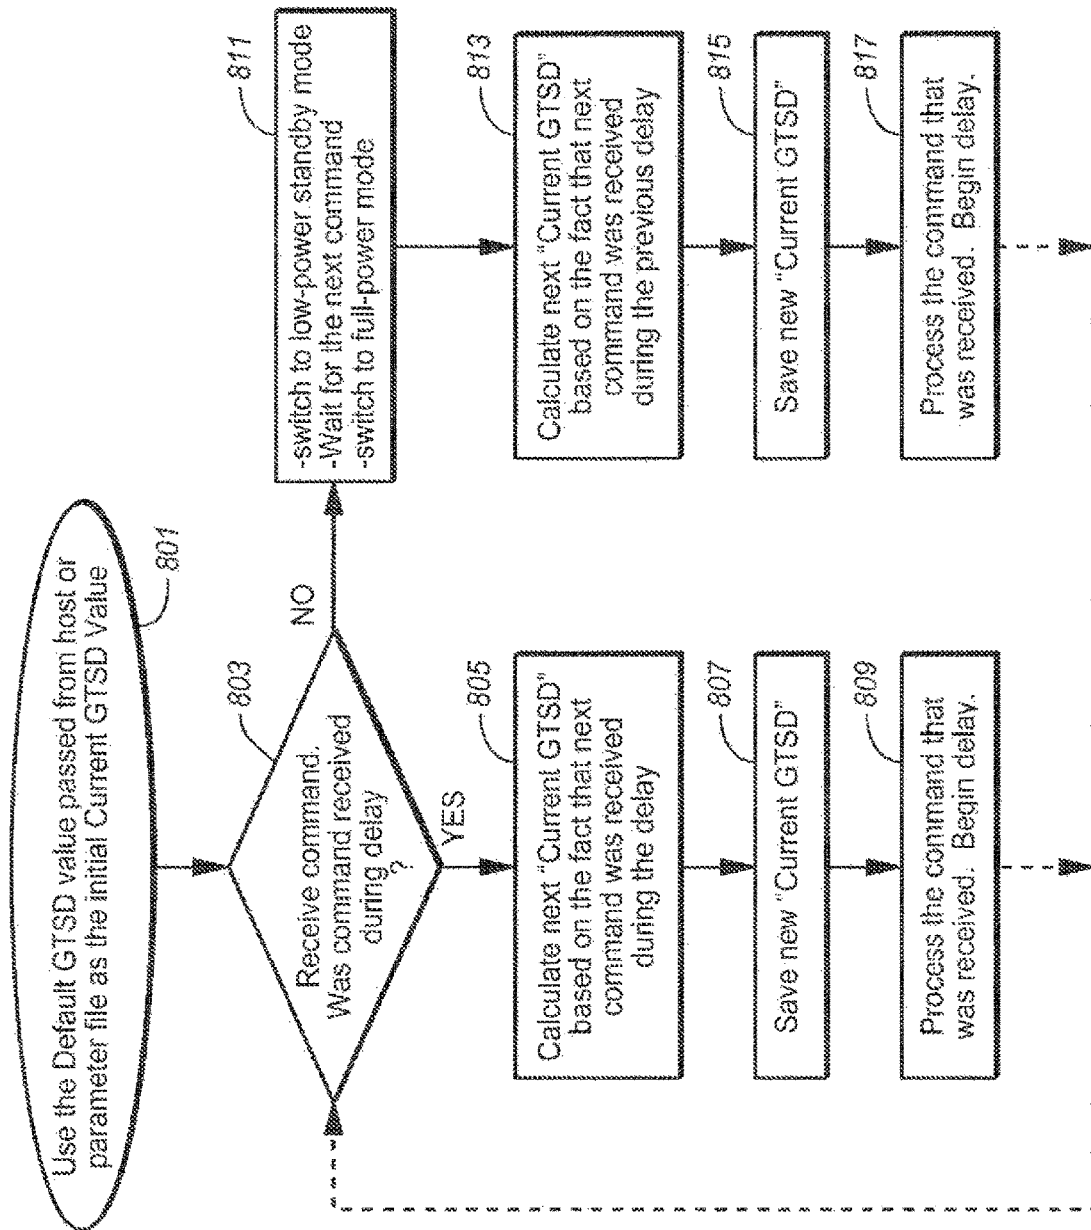 Use the Default GTSD value passed from host or
parameter file as the initial Current GTSD Value
801
Receive command.
Was command received
during delay
?
803
YES
NO
Calculate next "Current GTSD"
based on the fact that next
command was received
during the delay
805
Save new "Current GTSD"
807
Process the command that
was received. Begin delay.
809
-switch to low-power standby mode
-Wait for the next command
-switch to full-power mode
811
Calculate next "Current GTSD"
based on the fact that next
command was received
during the previous delay
813
Save new "Current GTSD"
815
Process the command that
was received. Begin delay.
817